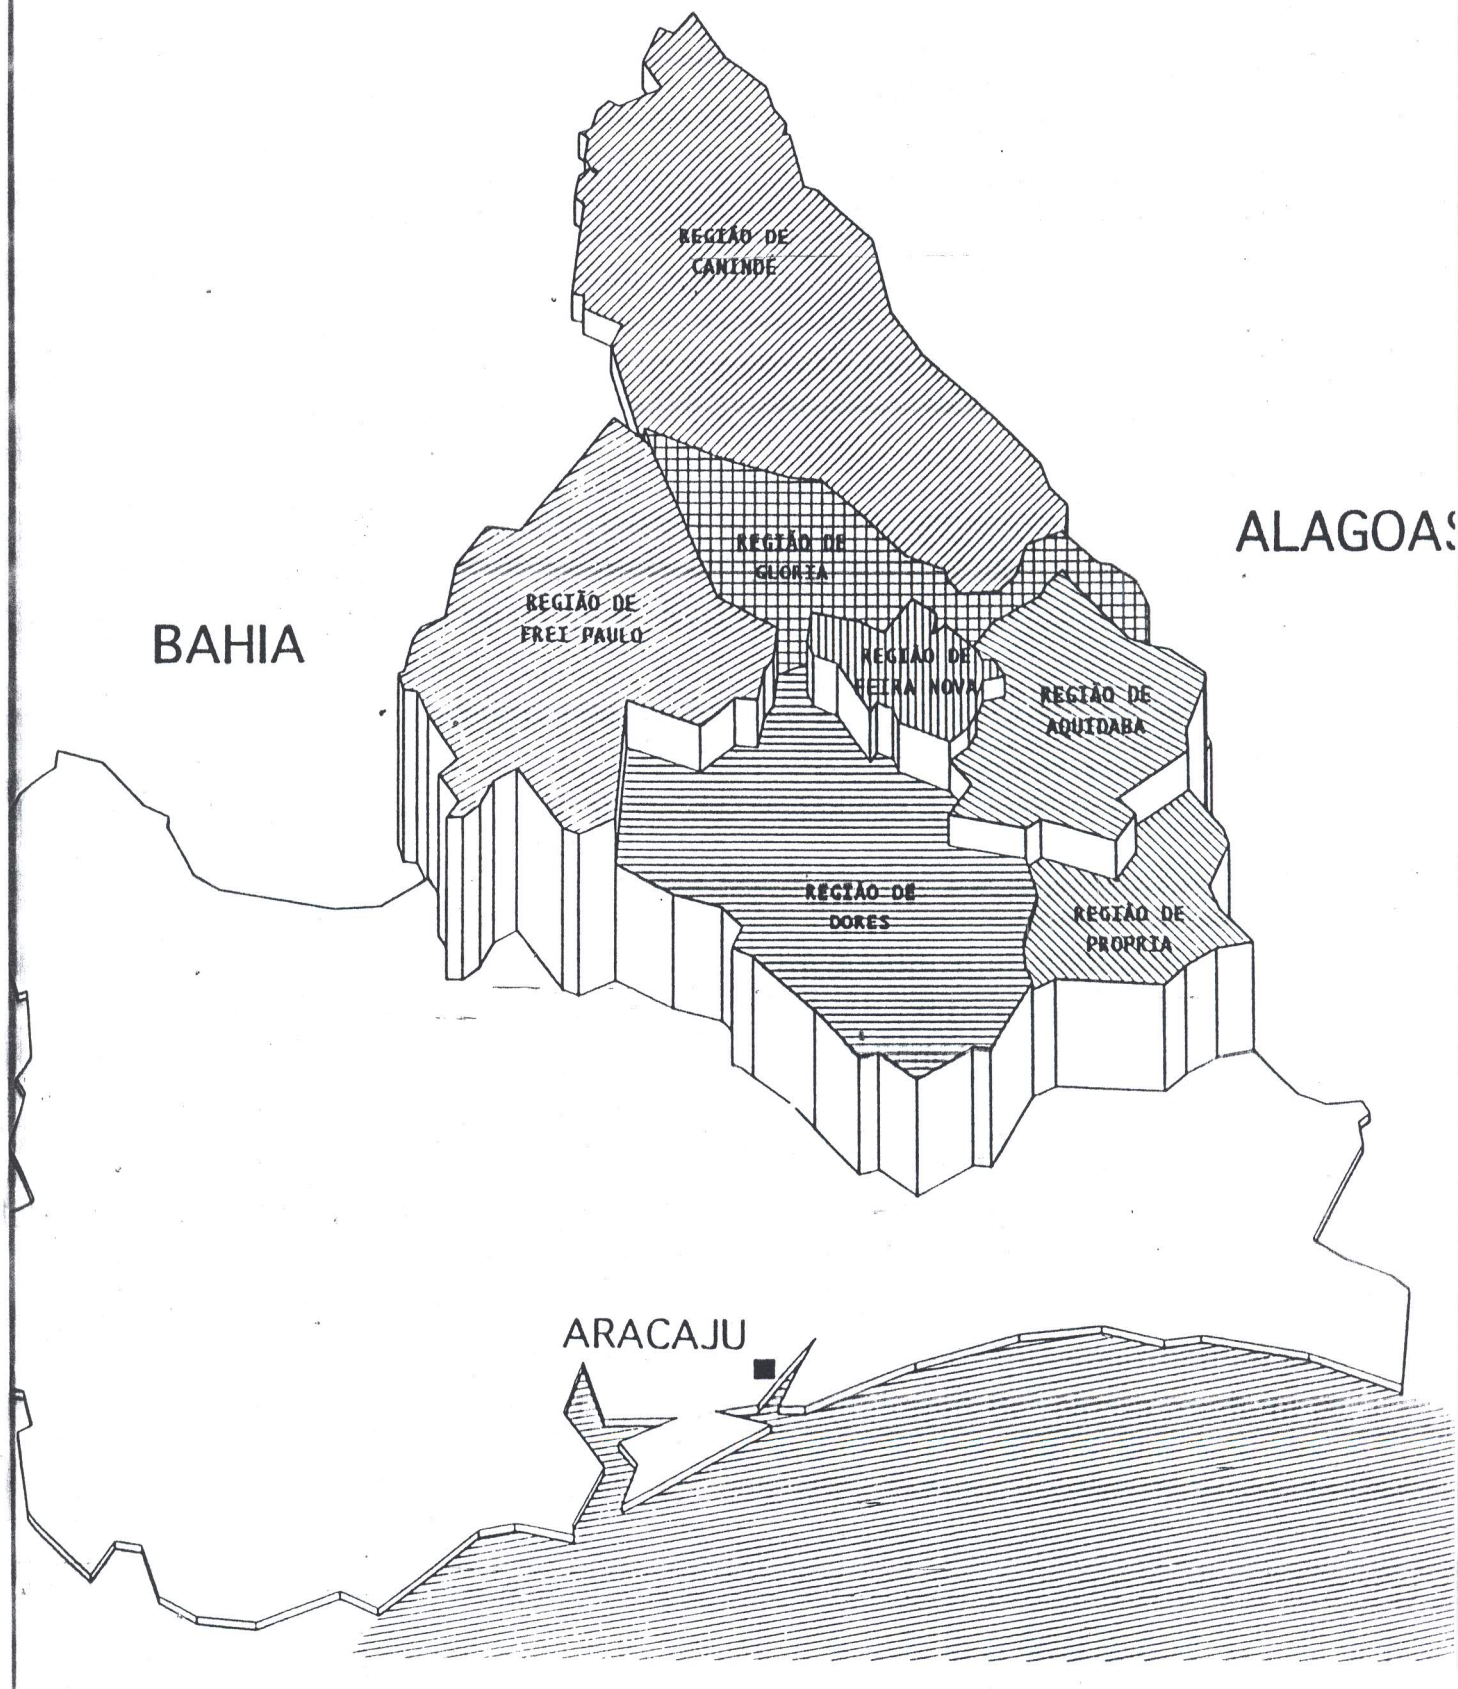 REGIÃO DE
CANINDÉ
ALAGOAS
REGIÃO DE
GLORIA
REGIÃO DE
FREI PAULO
BAHIA
REGIÃO DE
FEIRA NOVA
REGIÃO DE
AQUIDABA
REGIÃO DE
DORES
REGIÃO DE
PROPRIA
ARACAJU